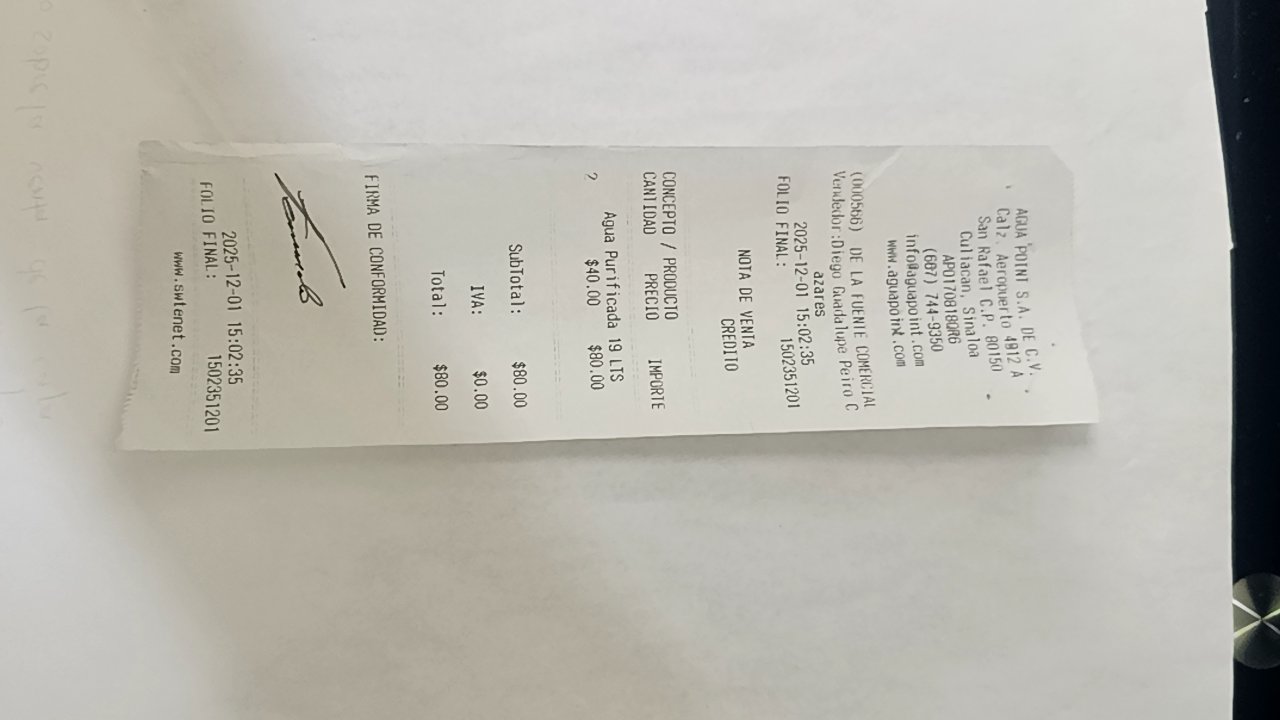 AGUA POINT S.A. DE C.V.
Calz. Aeropuerto 4912 A
San Rafael C.P. 80150
Culiacan, Sinaloa
APO170818QR6
(667) 744-9350
info@aguapoint.com
www.aguapoint.com
(000566) DE LA FUENTE COMERCIAL
Vendedor:Diego Guadalupe Peiro C
azares
2025-12-01 15:02:35
FOLIO FINAL: 1502351201
NOTA DE VENTA
CREDITO
CONCEPTO / PRODUCTO
CANTIDAD PRECIO IMPORTE
Agua Purificada 19 LTS
2 $40.00 $80.00
SubTotal: $80.00
IVA: $0.00
Total: $80.00
FIRMA DE CONFORMIDAD:
2025-12-01 15:02:35
FOLIO FINAL: 1502351201
www.swtenet.com